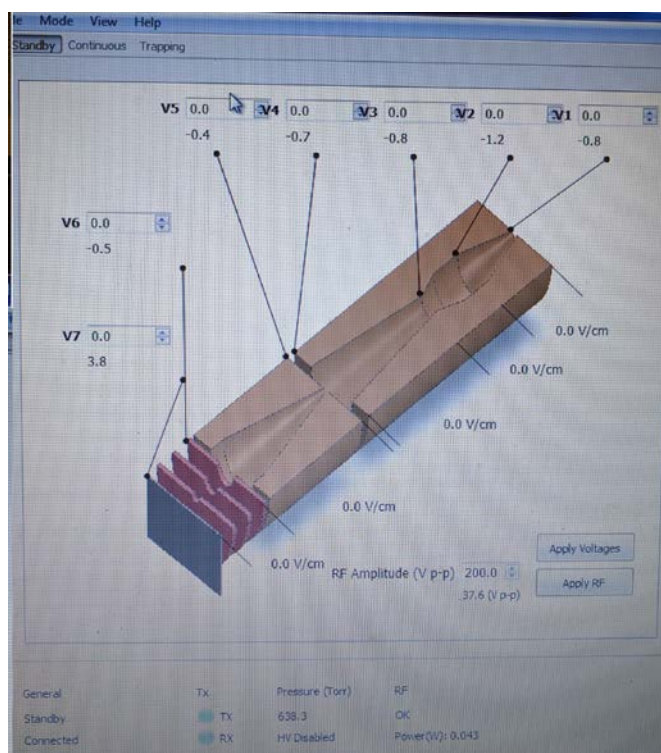 le Mode View Help
Standby Continuous Trapping
V5 0.0 V4 0.0 V3 0.0 V2 0.0 V1 0.0
-0.4 -0.7 -0.8 -1.2 -0.8
V6 0.0
-0.5
V7 0.0
3.8
0.0 V/cm
0.0 V/cm
0.0 V/cm
0.0 V/cm
0.0 V/cm
RF Amplitude (V p-p) 200.0
37.6 (V p-p)
Apply Voltages
Apply RF
General Tx Pressure (Torr) RF
Standby TX 638.3 OK
Connected RX HV Disabled Power(W): 0.043